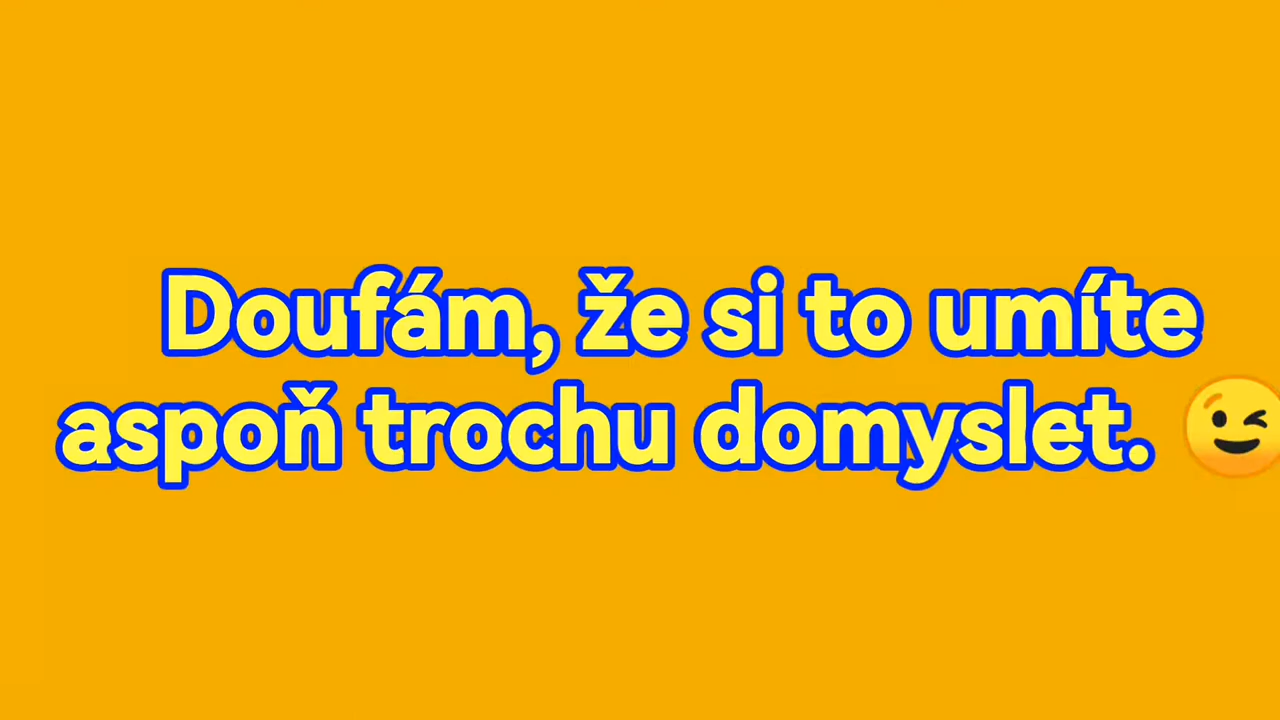 Doufám, že si to umíte
aspoň trochu domyslet. 😉